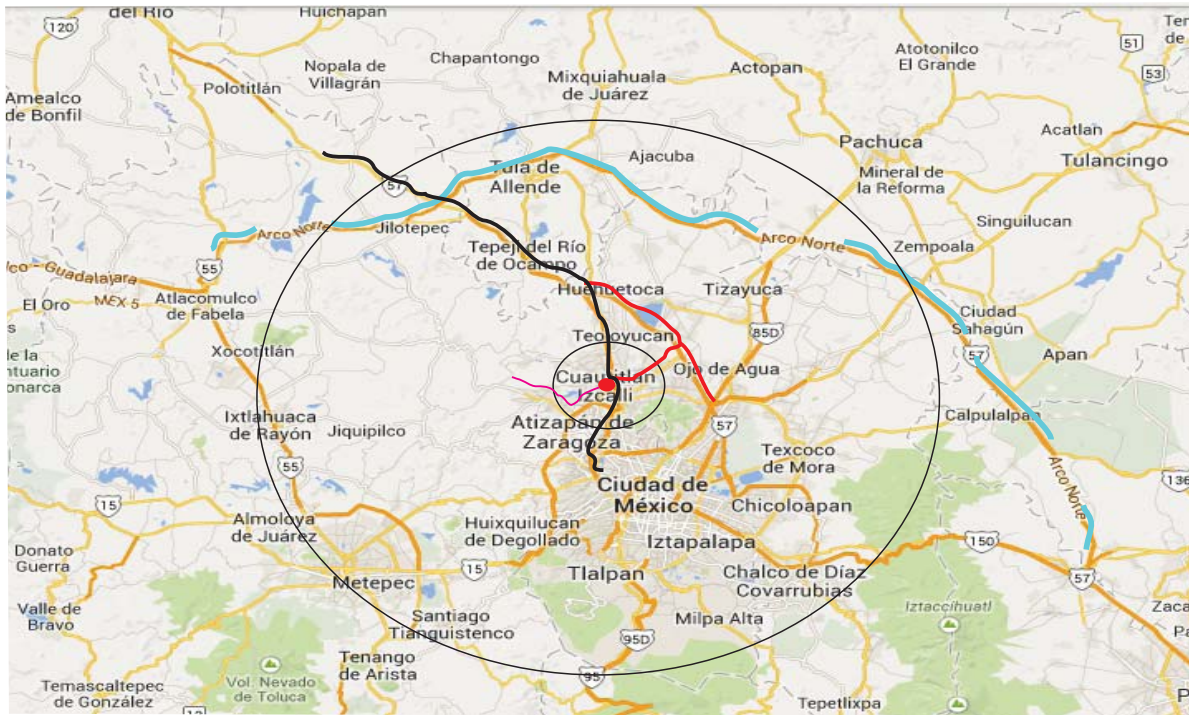 del Río
Huichapan
120
Chapantongo
Atotonilco
El Grande
51
53
Nopala de
Villagrán
Polotitlán
Mixquiahuala
de Juárez
Actopan
Amealco
de Bonfil
Pachuca
Acatlan
Tulancingo
Ajacuba
Mineral de
la Reforma
57
Tula de
Allende
Singuilucan
Arco Norte
Jilotepec
Tepeji del Río
de Ocampo
Arco Norte
Zempoala
55
Guadalajara
MEX 5
El Oro
Atlacomulco
de Fabela
Huehuetoca
Tizayuca
Ciudad
Sahagún
Teoloyucan
85D
57
Apan
Xocotitlán
Cuautitlán
Izcalli
Ojo de Agua
Ixtlahuaca
de Rayón
Jiquipilco
Atizapán de
Zaragoza
57
Calpulalpan
Texcoco
de Mora
55
136
Arco Norte
15
Ciudad de
México
Chicoloapan
Almoloya
de Juárez
Huixquilucan
de Degollado
Iztapalapa
150
Donato
Guerra
Metepec
15
Tlalpan
Chalco de Díaz
Covarrubias
57
Valle de
Bravo
Santiago
Tianguistenco
Milpa Alta
Iztaccíhuatl
95D
Tenango
de Arista
95
Vol. Nevado
de Toluca
Temascaltepec
de González
Tepetlixpa